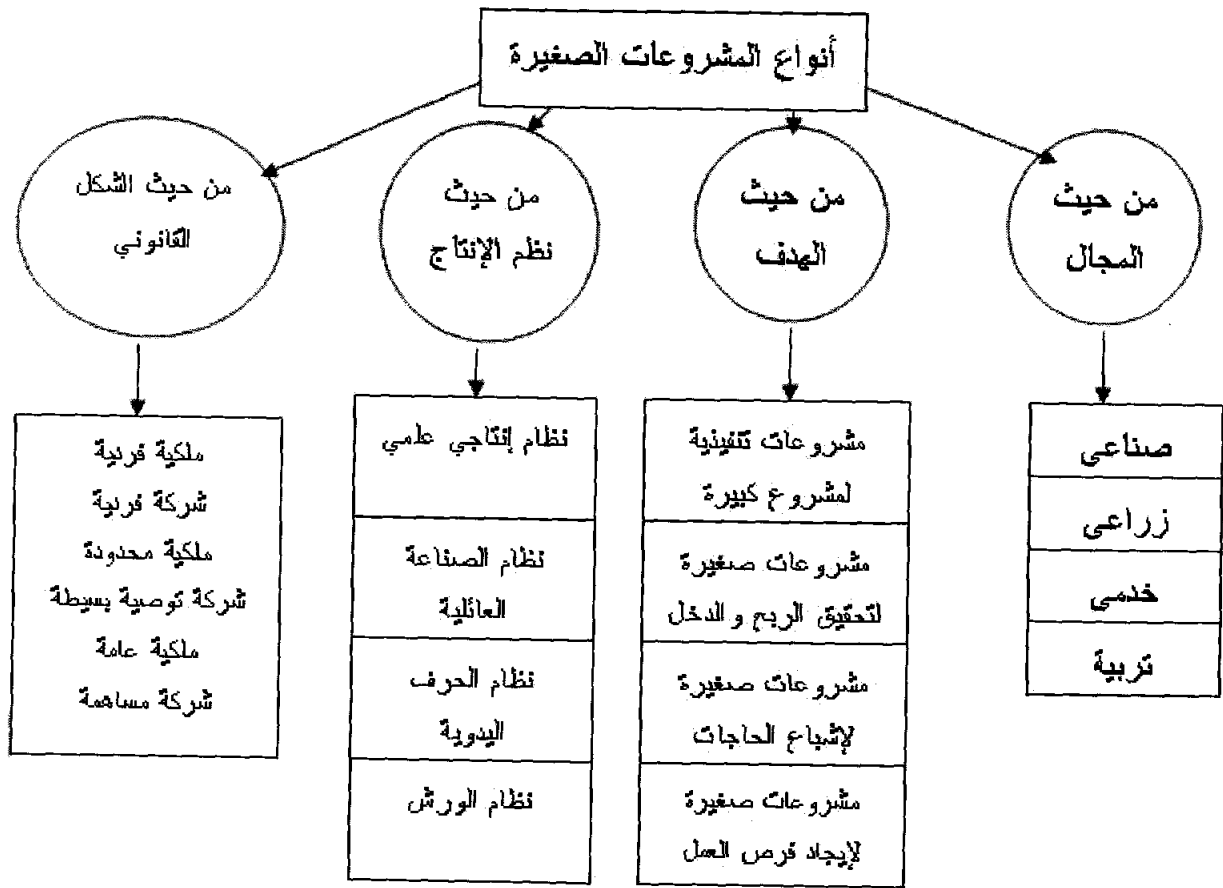 أنواع المشروعات الصغيرة
من حيث
المجال
من حيث
الهدف
من حيث
نظم الإنتاج
من حيث الشكل
القانوني
صناعى
زراعى
خدمى
تربية
مشروعات تنفيذية
لمشروع كبيرة
مشروعات صغيرة
لتحقيق الربح والدخل
مشروعات صغيرة
لإشباع الحاجات
مشروعات صغيرة
لإيجاد فرص العمل
نظام إنتاجي علمي
نظام الصناعة
العائلية
نظام الحرف
اليدوية
نظام الورش
ملكية فردية
شركة فردية
ملكية محدودة
شركة توصية بسيطة
ملكية عامة
شركة مساهمة